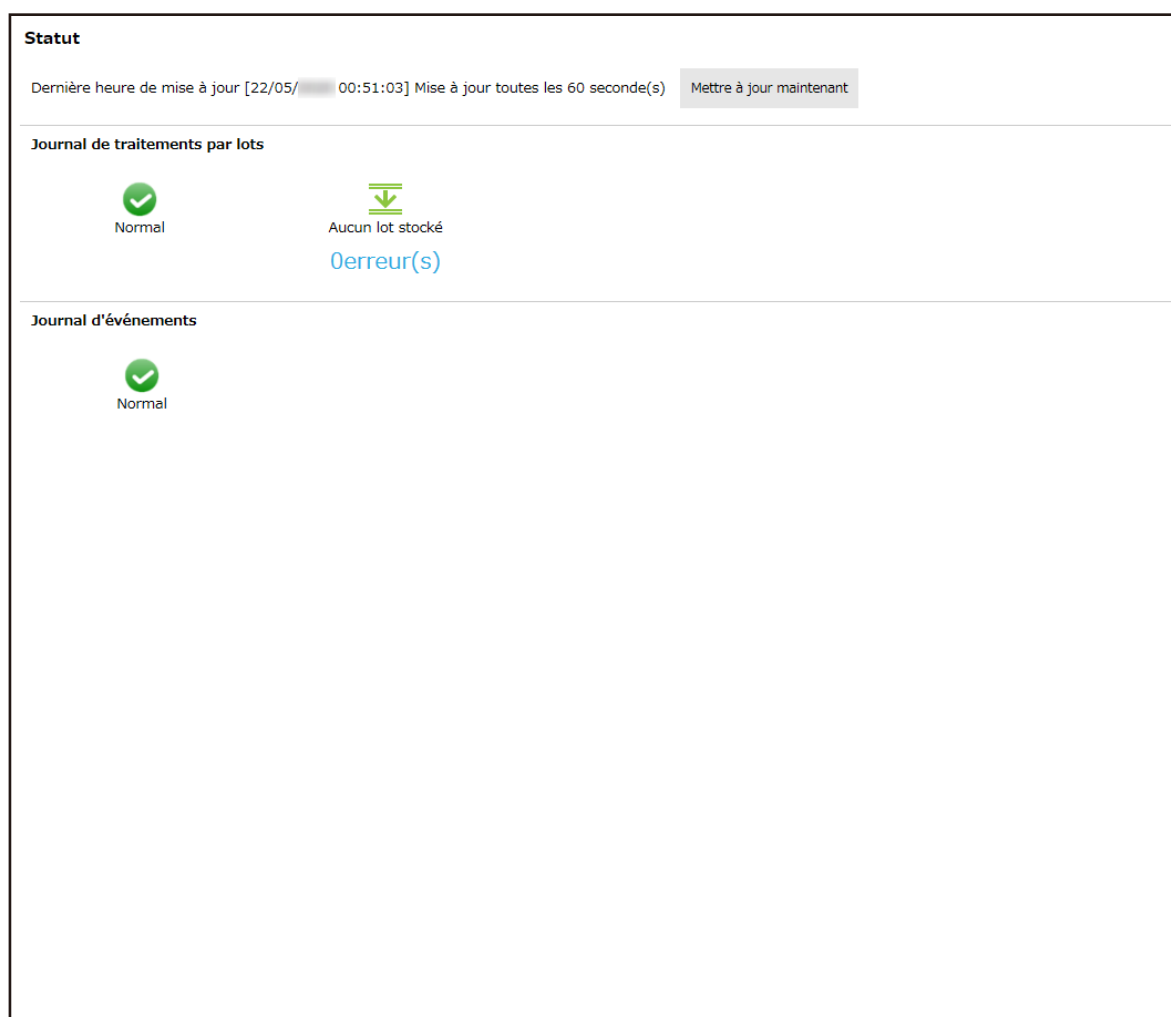 Statut
Dernière heure de mise à jour [22/05/ 00:51:03] Mise à jour toutes les 60 seconde(s) Mettre à jour maintenant
Journal de traitements par lots
Normal Aucun lot stocké
0erreur(s)
Journal d'événements
Normal